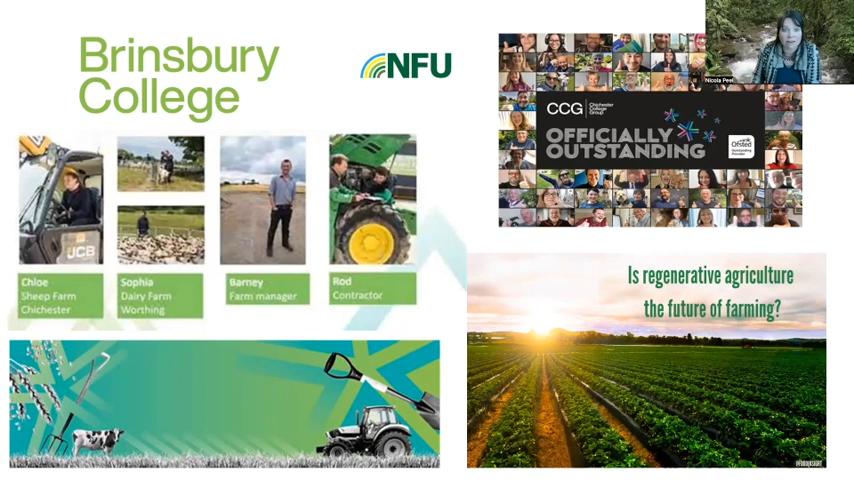 Brinsbury
College
NFU
JCB
Chloe
Sheep Farm
Chichester
Sophia
Dairy Farm
Worthing
Barney
Farm manager
Rod
Contractor
CCG Chichester
College
Group
OFFICIALLY
OUTSTANDING
Ofsted
Outstanding
Provider
Nicola Peel
Is regenerative agriculture
the future of farming?